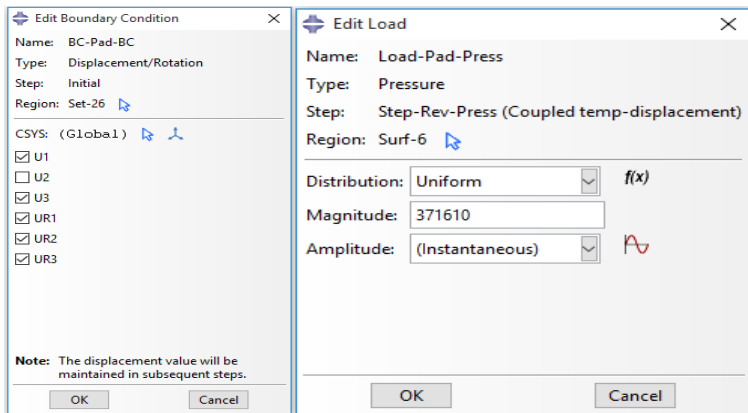 Edit Boundary Condition
Name: BC-Pad-BC
Type: Displacement/Rotation
Step: Initial
Region: Set-26
CSYS: (Global)
U1
U2
U3
UR1
UR2
UR3
Note: The displacement value will be
maintained in subsequent steps.
OK Cancel
Edit Load
Name: Load-Pad-Press
Type: Pressure
Step: Step-Rev-Press (Coupled temp-displacement)
Region: Surf-6
Distribution: Uniform f(x)
Magnitude: 371610
Amplitude: (Instantaneous)
OK Cancel